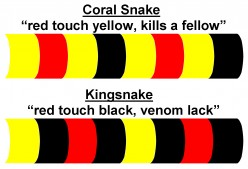 Coral Snake
“red touch yellow, kills a fellow”
Kingsnake
“red touch black, venom lack”